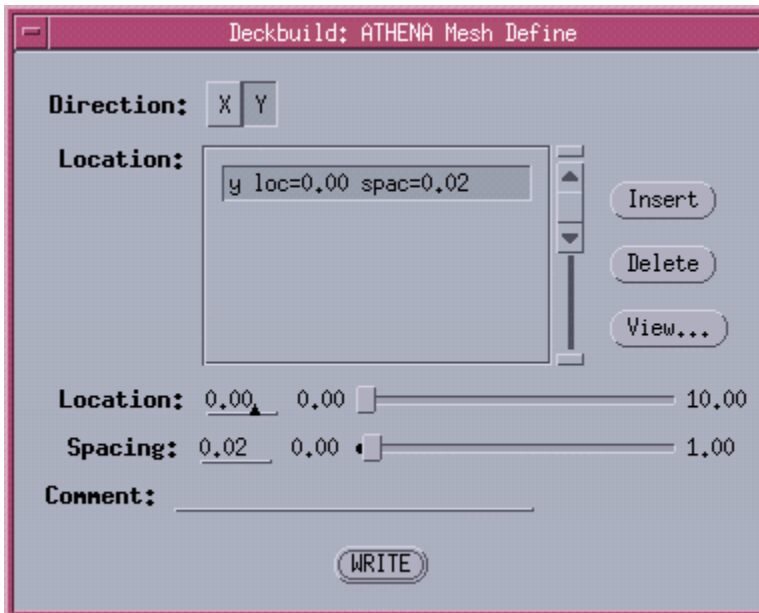 Deckbuild: ATHENA Mesh Define
Direction: X Y
Location:
y loc=0.00 spac=0.02
Insert
Delete
View...
Location: 0.00 0.00 10.00
Spacing: 0.02 0.00 1.00
Comment:
WRITE